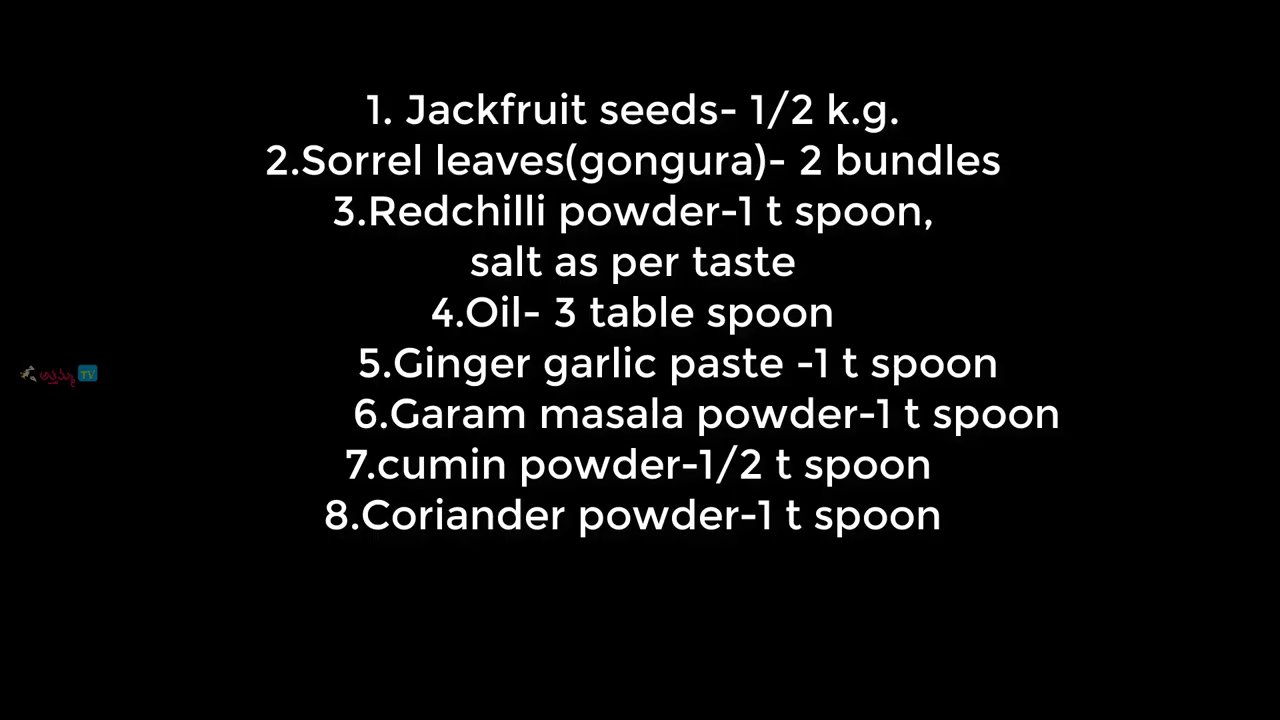 1. Jackfruit seeds- 1/2 k.g.
2.Sorrel leaves(gongura)- 2 bundles
3.Redchilli powder-1 t spoon,
salt as per taste
4.Oil- 3 table spoon
5.Ginger garlic paste -1 t spoon
6.Garam masala powder-1 t spoon
7.cumin powder-1/2 t spoon
8.Coriander powder-1 t spoon
TV